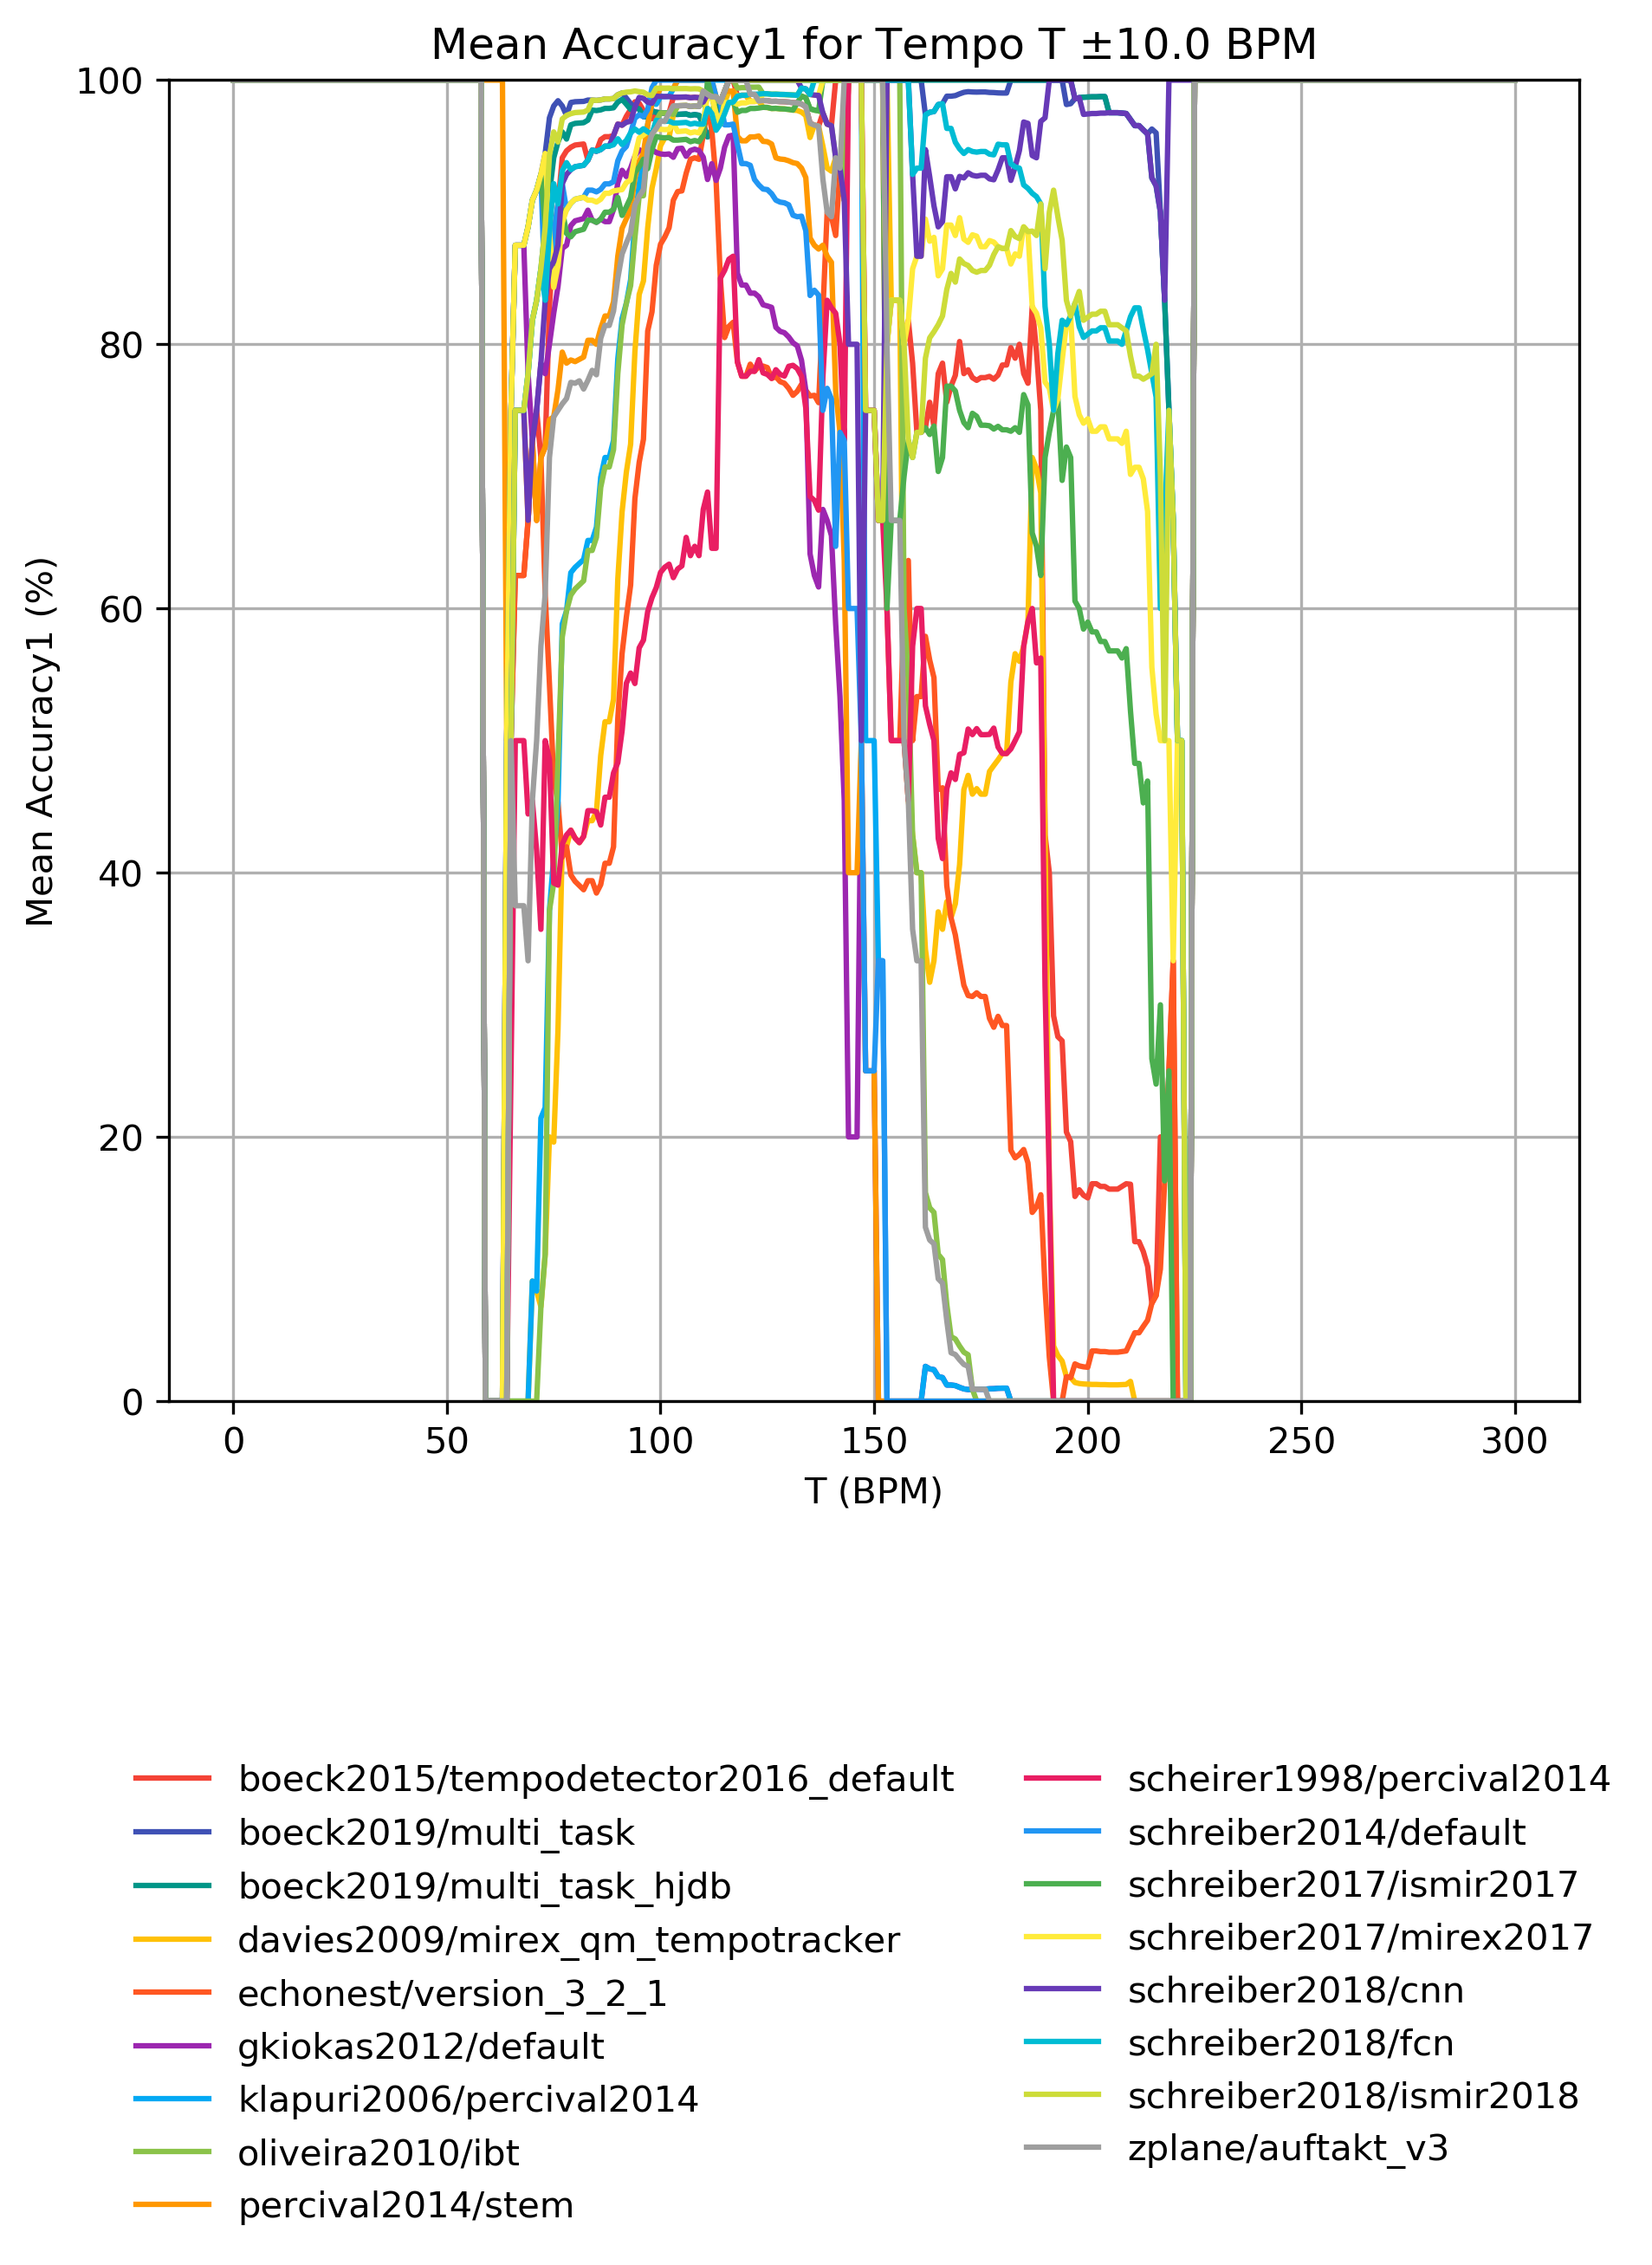 Mean Accuracy1 for Tempo T ±10.0 BPM
100
80
60
40
20
0
Mean Accuracy1 (%)
0 50 100 150 200 250 300
T (BPM)
boeck2015/tempodetector2016_default
boeck2019/multi_task
boeck2019/multi_task_hjdb
davies2009/mirex_qm_tempotracker
echonest/version_3_2_1
gkiokas2012/default
klapuri2006/percival2014
oliveira2010/ibt
percival2014/stem
scheirer1998/percival2014
schreiber2014/default
schreiber2017/ismir2017
schreiber2017/mirex2017
schreiber2018/cnn
schreiber2018/fcn
schreiber2018/ismir2018
zplane/auftakt_v3